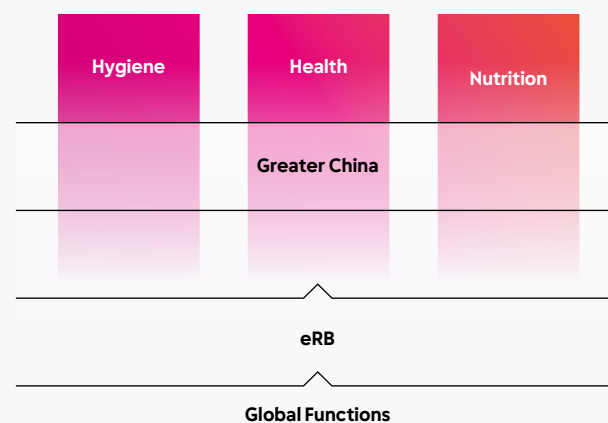 Hygiene
Health
Nutrition
Greater China
eRB
Global Functions